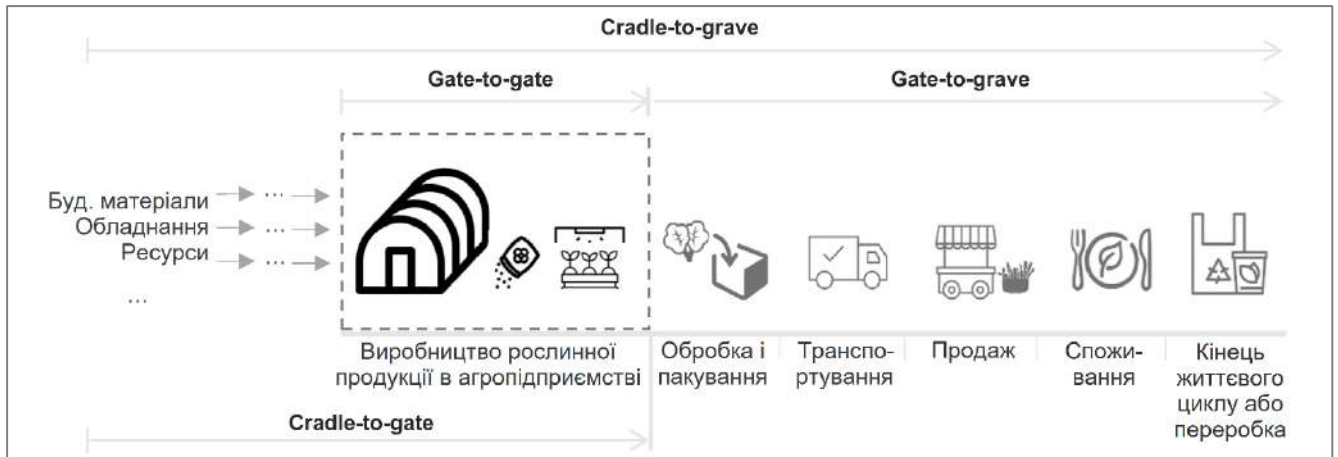 Cradle-to-grave
Gate-to-gate
Gate-to-grave
Буд. матеріали → ... →
Обладнання → ... →
Ресурси → ... →
...
Виробництво рослинної
продукції в агропідприємстві
Обробка і
пакування
Транспо-
ртування
Продаж
Спожи-
вання
Кінець
життєвого
циклу або
переробка
Cradle-to-gate